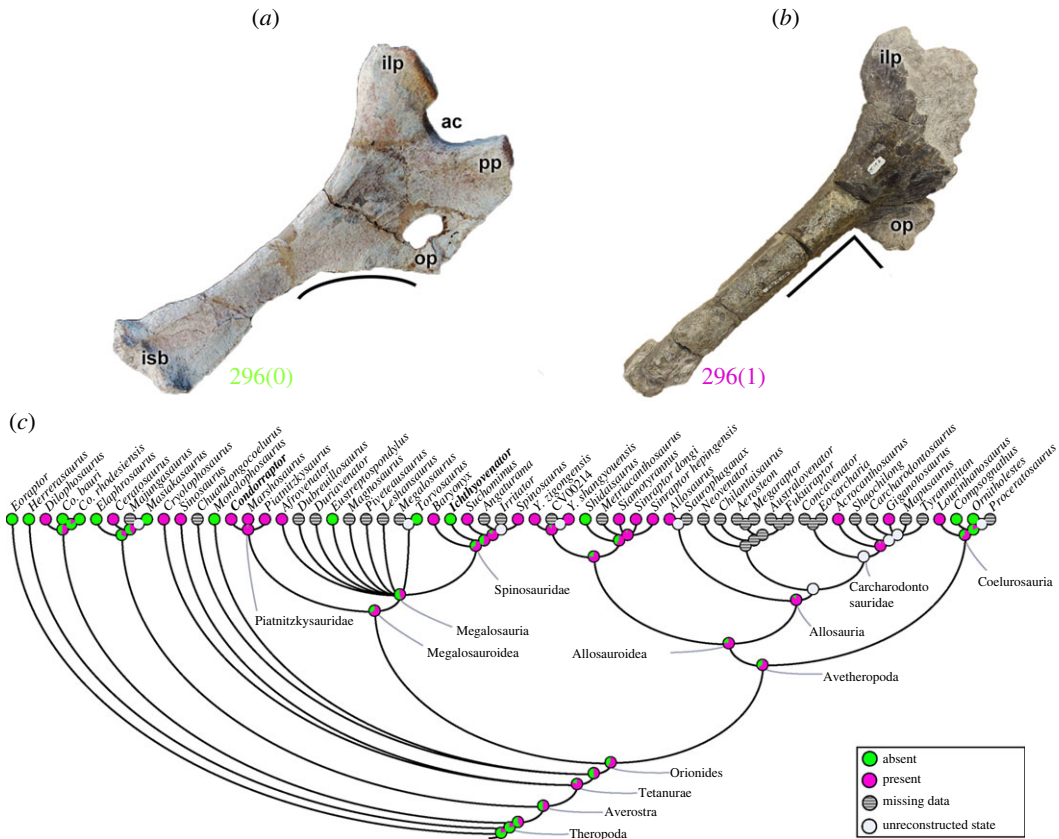 (a)
(b)
ilp
ac
pp
op
isb
296(0)
ilp
op
296(1)
(c)
Eoraptor
Herrerasaurus
Dilophosaurus
Co. bauri
Co. rhodesiensis
Elaphrosaurus
Ceratosaurus
Majungasaurus
Masiakasaurus
Cryolophosaurus
Sinosaurus
Chuandongocoelurus
Monolophosaurus
Condorraptor
Marshosaurus
Piatnitzkysaurus
Afrovenator
Dubreuillosaurus
Duriavenator
Eustreptospondylus
Magnosaurus
Piveteausaurus
Leshansaurus
Megalosaurus
Torvosaurus
Baryonyx
Ichthyovenator
Suchomimus
Angaturama
Irritator
Spinosaurus
Y. zigongensis
CV00214
Y. shangyouensis
Shidaisaurus
Metriacanthosaurus
Siamotyrannus
Sinraptor dongi
Sinraptor hepingensis
Allosaurus
Saurophaganax
Neovenator
Chilantaisaurus
Aerosteon
Megaraptor
Australovenator
Fukuiraptor
Eocarcharia
Concavenator
Acrocanthosaurus
Shaochilong
Carcharodontosaurus
Giganotosaurus
Mapusaurus
Tyrannotitan
Lourinhanosaurus
Compsognathus
Ornitholestes
Proceratosaurus
Piatnitzkysauridae
Spinosauridae
Megalosauria
Megalosauroidea
Carcharodonto
sauridae
Coelurosauria
Allosauria
Allosauroidea
Avetheropoda
Orionides
Tetanurae
Averostra
Theropoda
absent
present
missing data
unreconstructed state